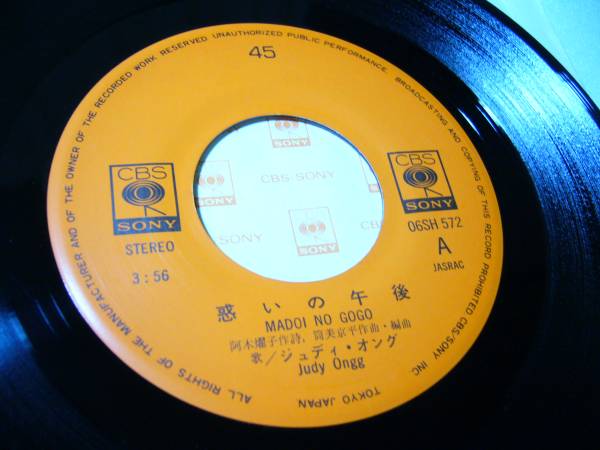 ALL RIGHTS OF THE MANUFACTURER AND OF THE OWNER OF THE RECORDED WORK RESERVED UNAUTHORIZED PUBLIC PERFORMANCE. BROADCASTING AND COPYING OF THIS RECORD PROHIBITED CBS/SONY INC. TOKYO JAPAN.
45
CBS
SONY
STEREO
3:56
CBS
SONY
06SH 572
A
JASRAC
SONY
CBS·SONY
SONY
SONY
惑いの午後
MADOI NO GOGO
阿木燿子作詩、筒美京平作曲・編曲
歌/ジュディ・オング
Judy Ongg